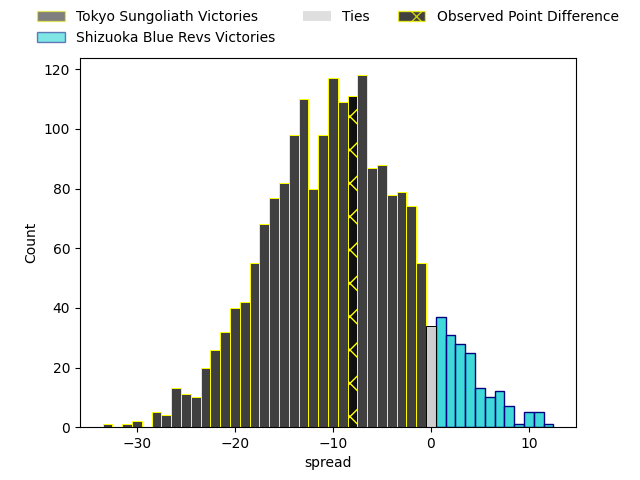 Tokyo Sungoliath Victories
Ties
Observed Point Difference
Shizuoka Blue Revs Victories
120
100
80
60
40
20
0
Count
−30
−20
−10
0
10
spread